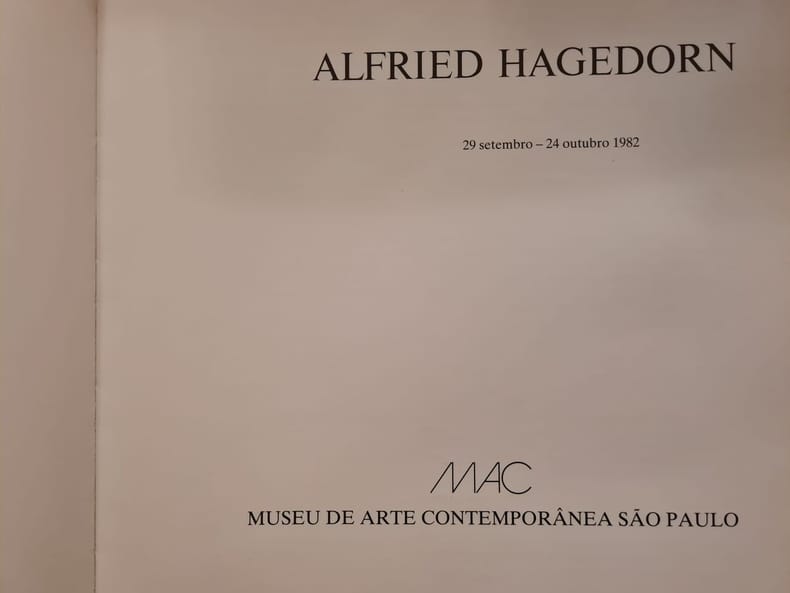 ALFRIED HAGEDORN
29 setembro – 24 outubro 1982
MAC
MUSEU DE ARTE CONTEMPORÂNEA SÃO PAULO